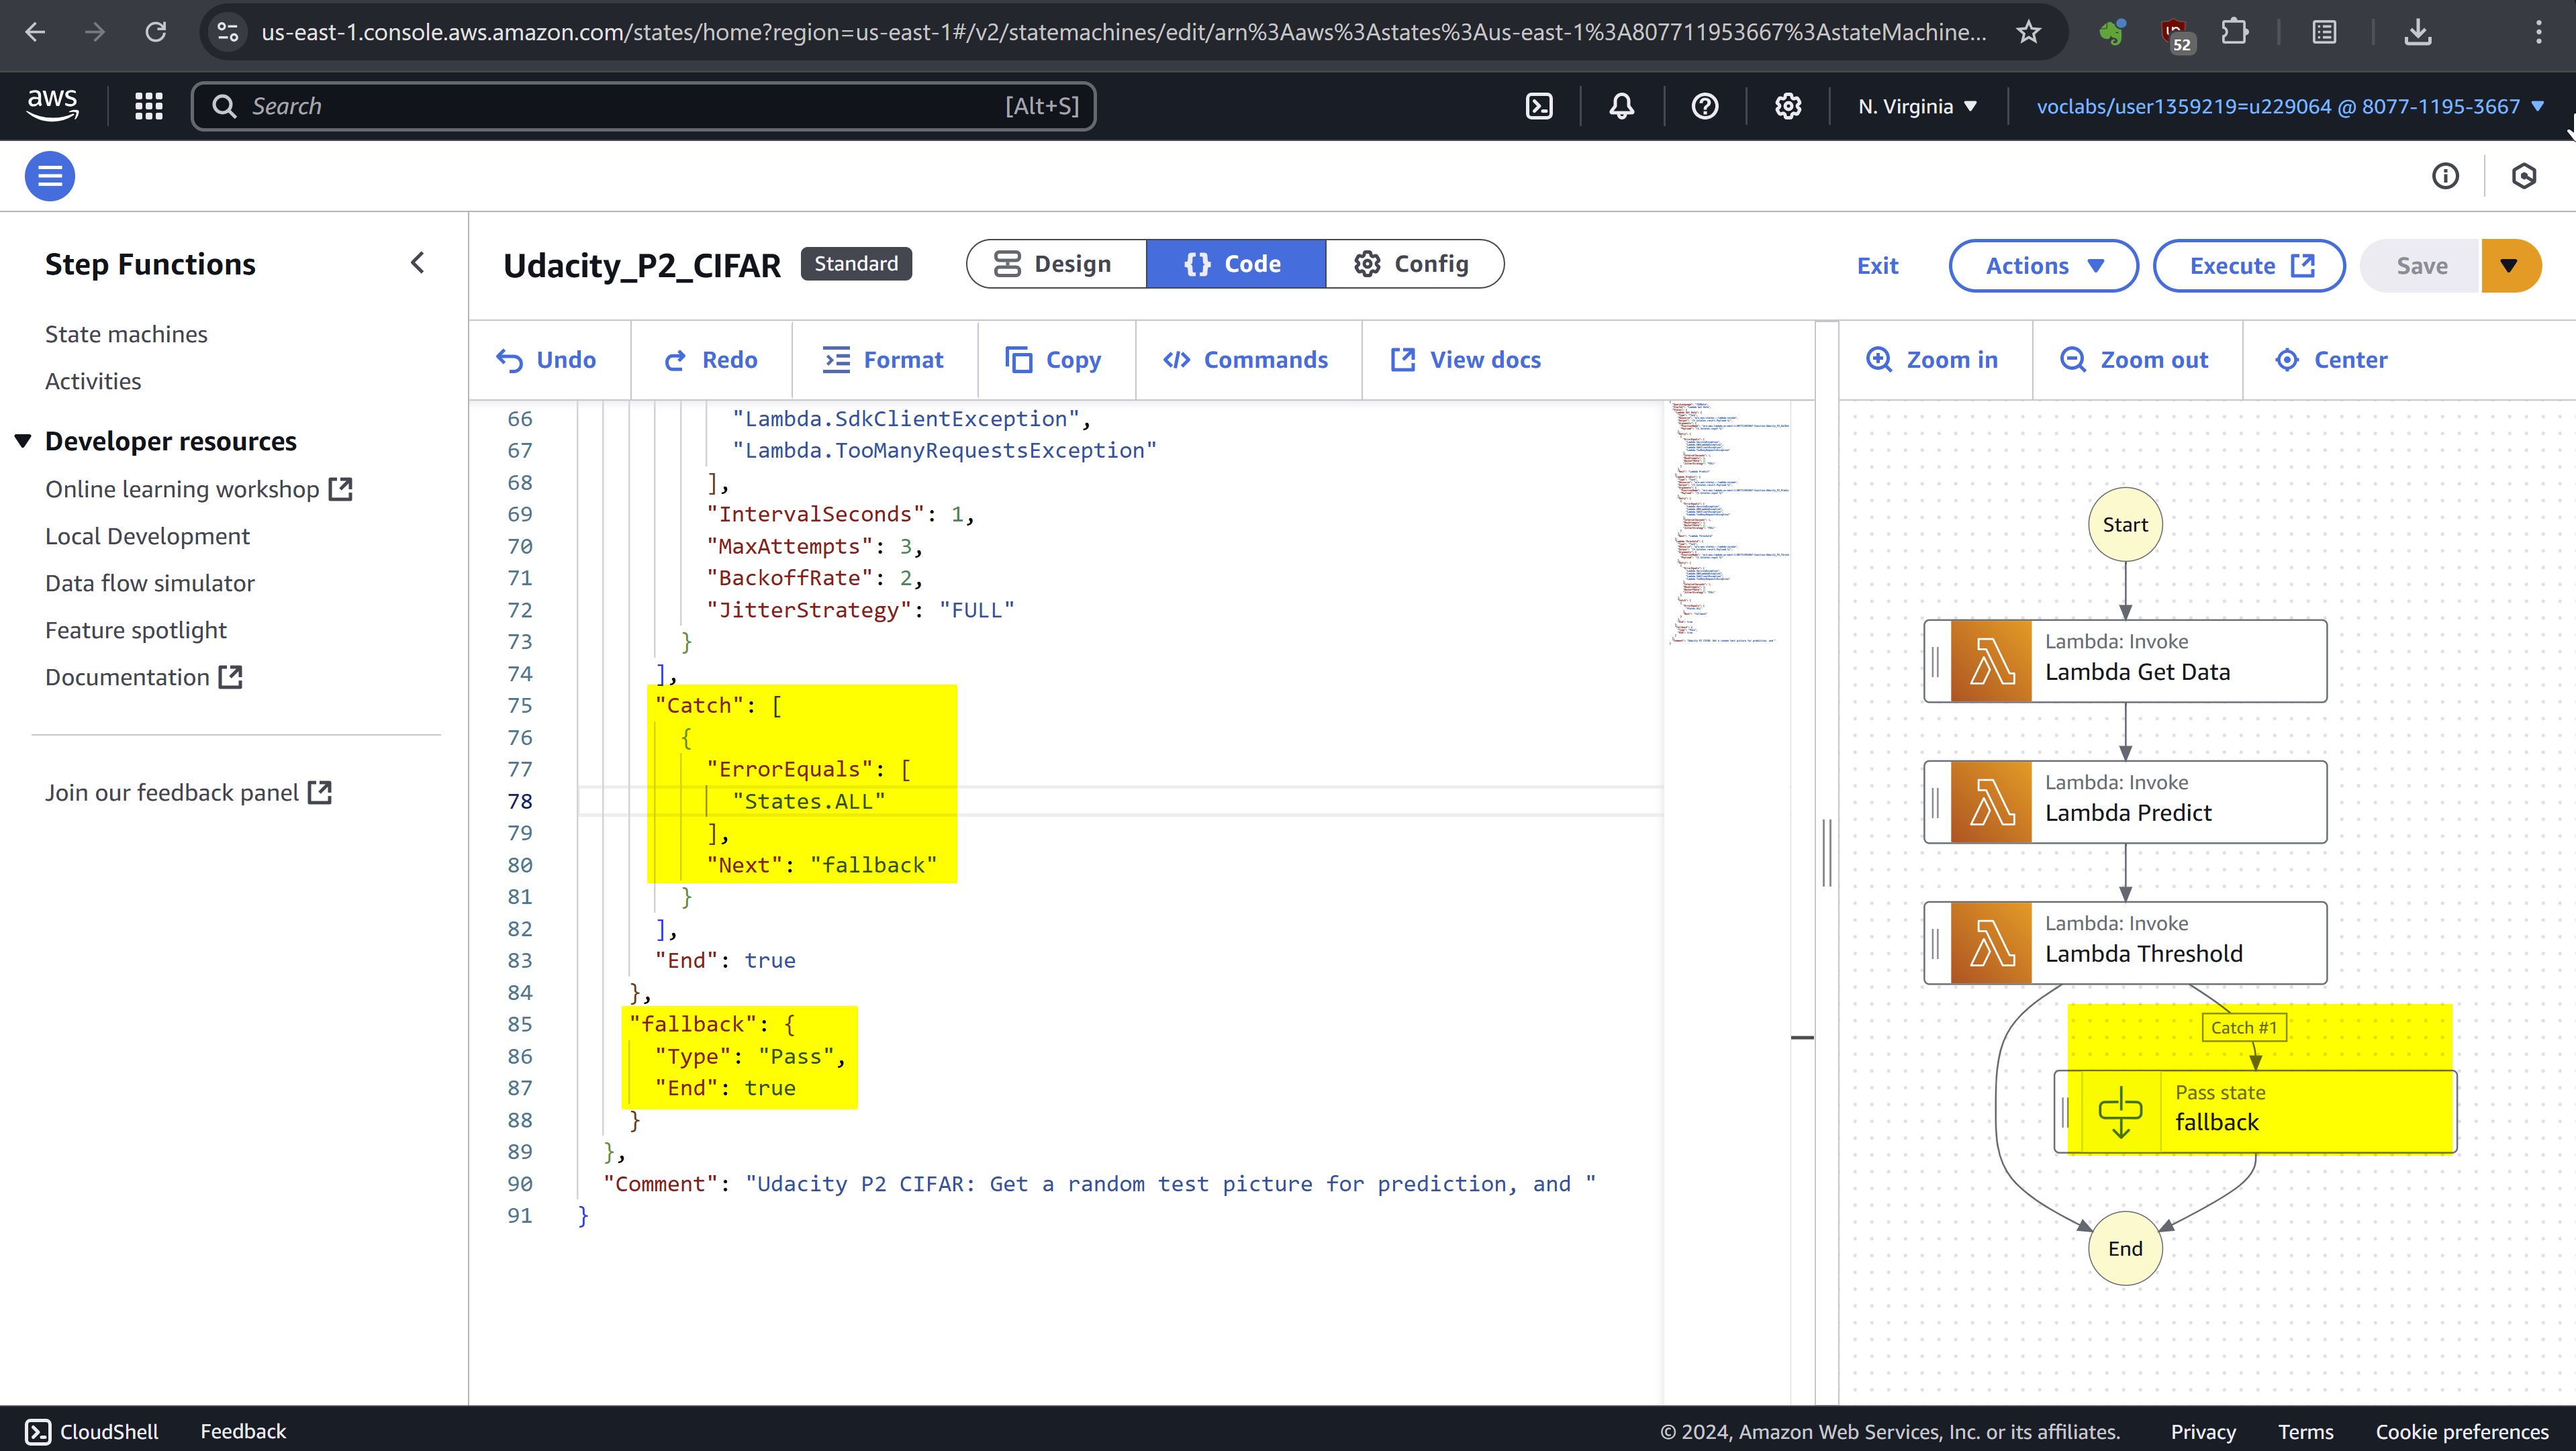 us-east-1.console.aws.amazon.com/states/home?region=us-east-1#/v2/statemachines/edit/arn%3Aaws%3Astates%3Aus-east-1%3A807711953667%3AstateMachine...
52
aws
Search
[Alt+S]
N. Virginia
voclabs/user1359219=u229064 @ 8077-1195-3667
Step Functions
State machines
Activities
Developer resources
Online learning workshop
Local Development
Data flow simulator
Feature spotlight
Documentation
Join our feedback panel
Udacity_P2_CIFAR
Standard
Design
{} Code
Config
Exit
Actions
Execute
Save
Undo
Redo
Format
Copy
Commands
View docs
Zoom in
Zoom out
Center
66 "Lambda.SdkClientException",
67 "Lambda.TooManyRequestsException"
68 ],
69 "IntervalSeconds": 1,
70 "MaxAttempts": 3,
71 "BackoffRate": 2,
72 "JitterStrategy": "FULL"
73 }
74 ],
75 "Catch": [
76 {
77 "ErrorEquals": [
78 "States.ALL"
79 ],
80 "Next": "fallback"
81 }
82 ],
83 "End": true
84 },
85 "fallback": {
86 "Type": "Pass",
87 "End": true
88 }
89 },
90 "Comment": "Udacity P2 CIFAR: Get a random test picture for prediction, and "
91 }
Start
Lambda: Invoke
Lambda Get Data
Lambda: Invoke
Lambda Predict
Lambda: Invoke
Lambda Threshold
Catch #1
Pass state
fallback
End
CloudShell
Feedback
© 2024, Amazon Web Services, Inc. or its affiliates.
Privacy
Terms
Cookie preferences